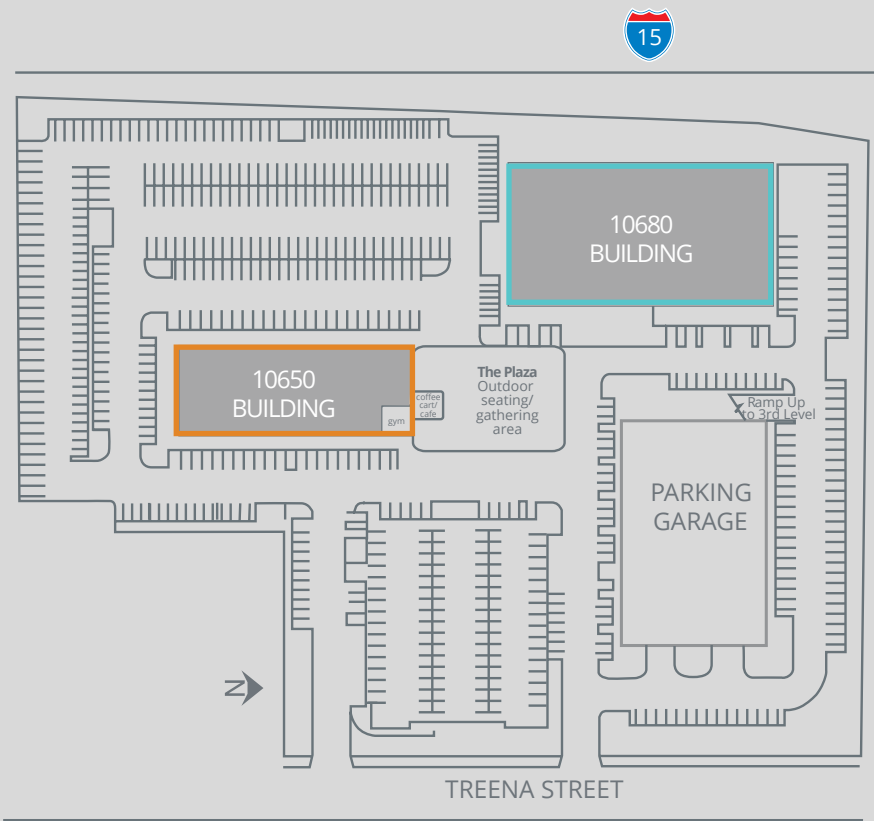 15
10680
BUILDING
10650
BUILDING
gym
coffee
cart/
cafe
The Plaza
Outdoor
seating/
gathering
area
Ramp Up
to 3rd Level
PARKING
GARAGE
N
TREENA STREET